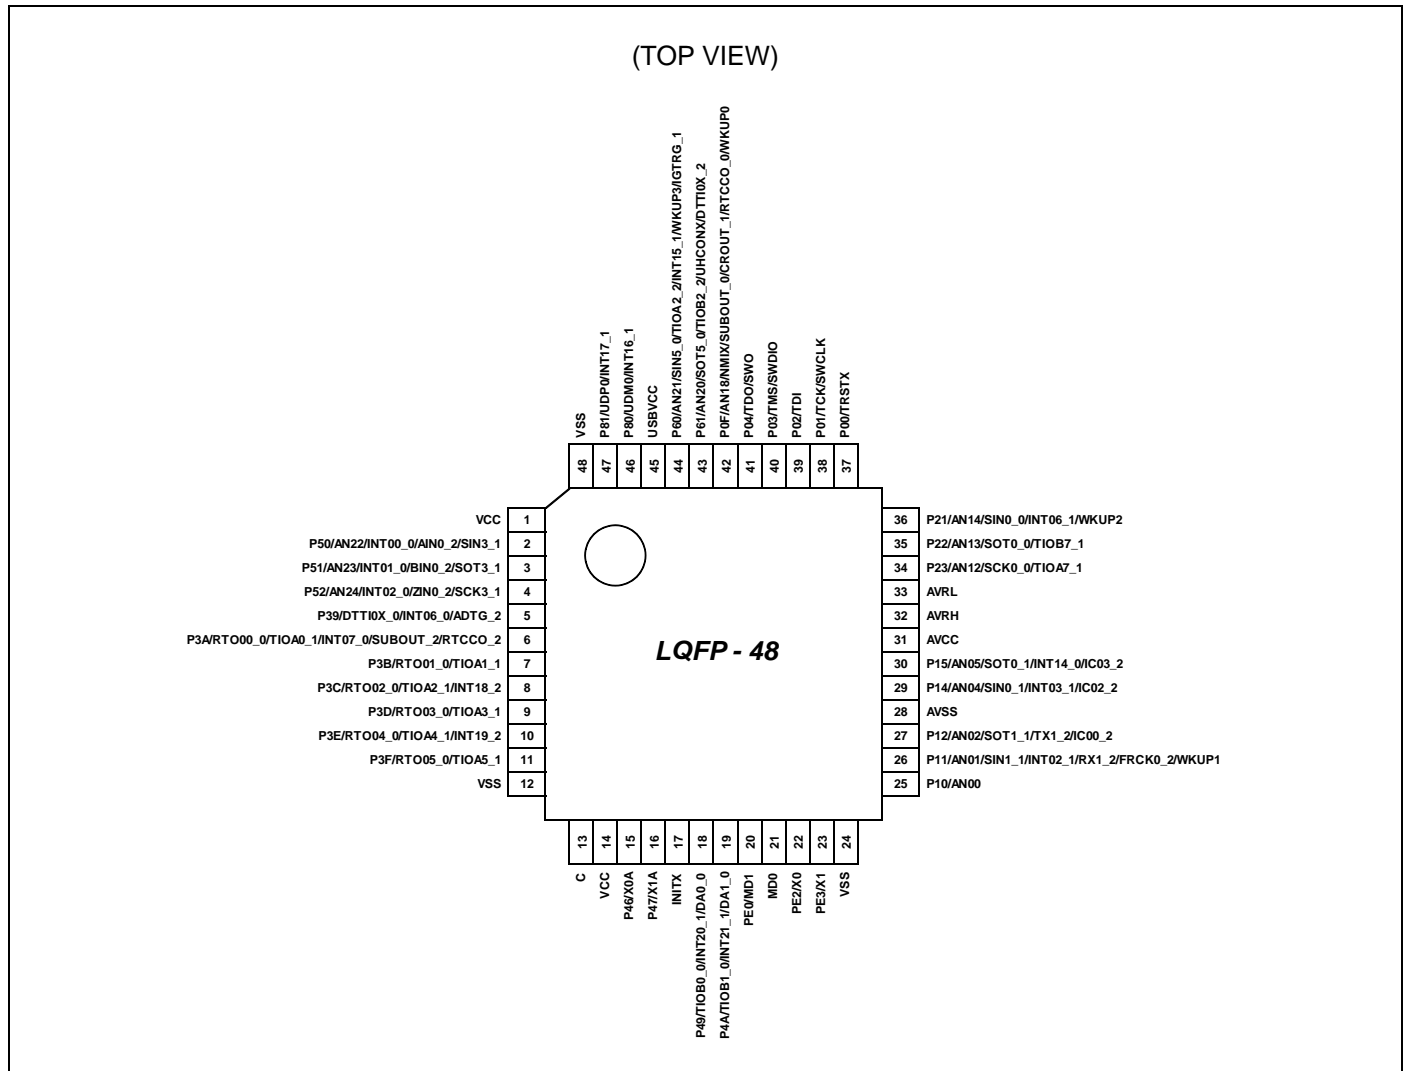 (TOP VIEW)
VSS
P81/UDP0/INT17_1
P80/UDM0/INT16_1
USBVCC
P60/AN21/SIN5_0/TIOA2_2/INT15_1/WKUP3/IGTRG_1
P61/AN20/SOT5_0/TIOB2_2/UHCONX/DTTI0X_2
P0F/AN18/NMIX/SUBOUT_0/CROUT_1/RTCCO_0/WKUP0
P04/TDO/SWO
P03/TMS/SWDIO
P02/TDI
P01/TCK/SWCLK
P00/TRSTX
48
47
46
45
44
43
42
41
40
39
38
37
VCC 1
P50/AN22/INT00_0/AIN0_2/SIN3_1 2
P51/AN23/INT01_0/BIN0_2/SOT3_1 3
P52/AN24/INT02_0/ZIN0_2/SCK3_1 4
P39/DTTI0X_0/INT06_0/ADTG_2 5
P3A/RTO00_0/TIOA0_1/INT07_0/SUBOUT_2/RTCCO_2 6
P3B/RTO01_0/TIOA1_1 7
P3C/RTO02_0/TIOA2_1/INT18_2 8
P3D/RTO03_0/TIOA3_1 9
P3E/RTO04_0/TIOA4_1/INT19_2 10
P3F/RTO05_0/TIOA5_1 11
VSS 12
LQFP - 48
36 P21/AN14/SIN0_0/INT06_1/WKUP2
35 P22/AN13/SOT0_0/TIOB7_1
34 P23/AN12/SCK0_0/TIOA7_1
33 AVRL
32 AVRH
31 AVCC
30 P15/AN05/SOT0_1/INT14_0/IC03_2
29 P14/AN04/SIN0_1/INT03_1/IC02_2
28 AVSS
27 P12/AN02/SOT1_1/TX1_2/IC00_2
26 P11/AN01/SIN1_1/INT02_1/RX1_2/FRCK0_2/WKUP1
25 P10/AN00
13
14
15
16
17
18
19
20
21
22
23
24
C
VCC
P46/X0A
P47/X1A
INITX
P49/TIOB0_0/INT20_1/DA0_0
P4A/TIOB1_0/INT21_1/DA1_0
PE0/MD1
MD0
PE2/X0
PE3/X1
VSS